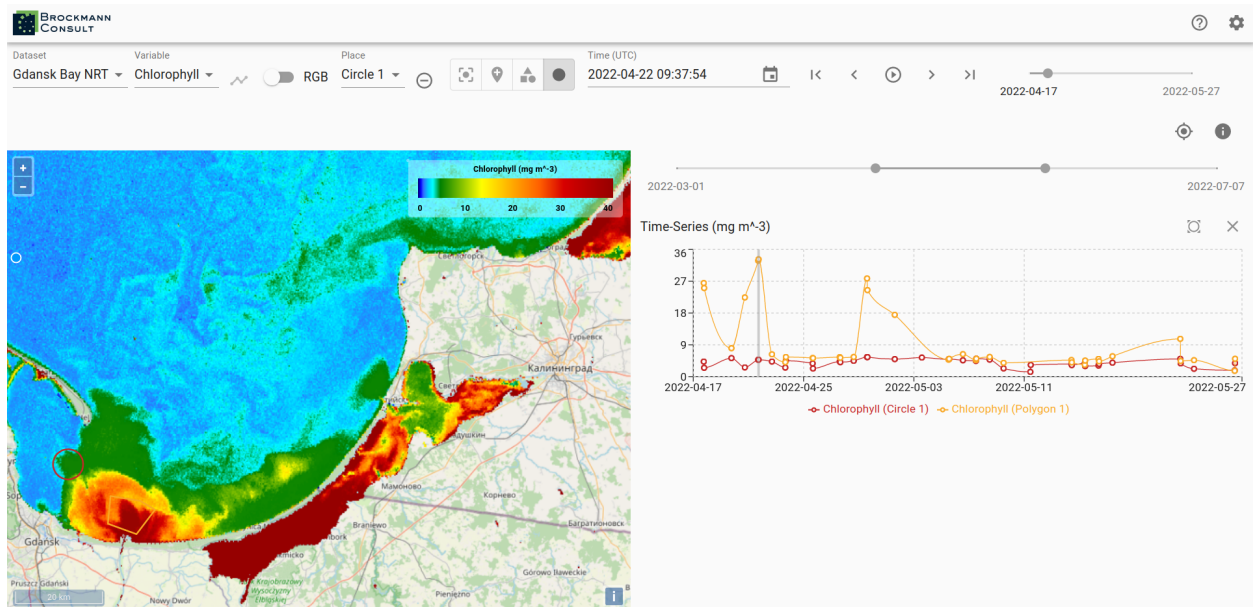 BROCKMANN
CONSULT
Dataset
Gdansk Bay NRT
Variable
Chlorophyll
RGB
Place
Circle 1
Time (UTC)
2022-04-22 09:37:54
2022-04-17
2022-05-27
2022-03-01
2022-07-07
Time-Series (mg m^-3)
36
27
18
9
0
2022-04-17
2022-04-25
2022-05-03
2022-05-11
2022-05-27
Chlorophyll (Circle 1)
Chlorophyll (Polygon 1)
+
−
Chlorophyll (mg m^-3)
0
10
20
30
40
Светлогорск
Гурьевск
Калининград
Мамоново
Корнево
Багратионовск
Braniewo
Gdańsk
Górowo Iławeckie
Krajobrazowy
Wysoczyzny
Elbląskiej
Pruszcz Gdański
20 km
Nowy Dwór
Pieniężno
i